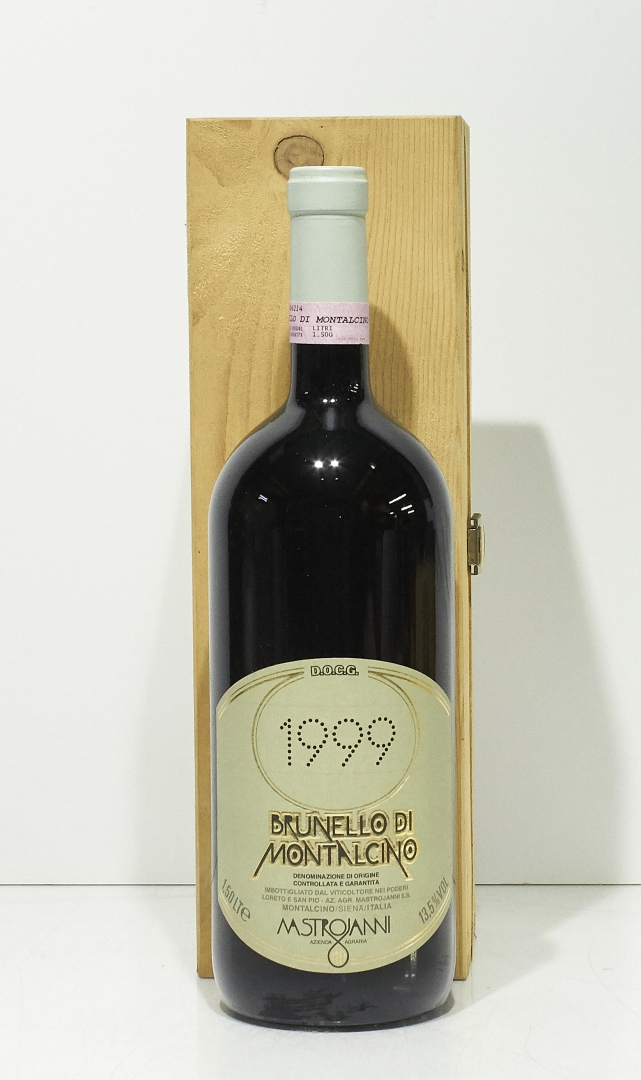 LO DI MONTALCINO
LITRI
1.500
D.O.C.G.
1999
BRUNELLO DI
MONTALCINO
DENOMINAZIONE DI ORIGINE
CONTROLLATA E GARANTITA
IMBOTTIGLIATO DAL VITICOLTORE NEI PODERI
LORETO E SAN PIO - AZ. AGR. MASTROJANNI S.S.
MONTALCINO/SIENA/ITALIA
1,50 LT e
13,5% VOL
MASTROJANNI
AZIENDA AGRARIA